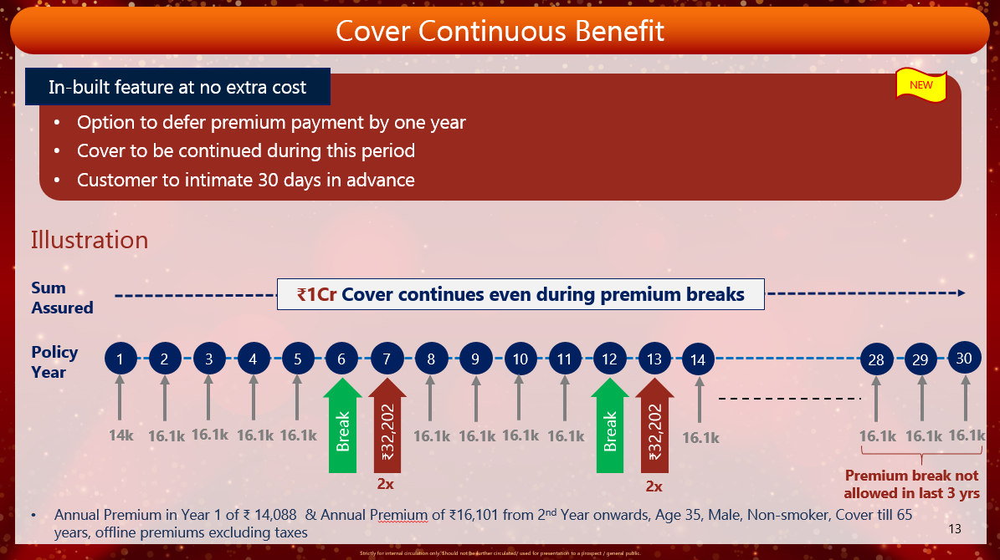 Cover Continuous Benefit
In-built feature at no extra cost
NEW
• Option to defer premium payment by one year
• Cover to be continued during this period
• Customer to intimate 30 days in advance
Illustration
Sum
Assured
₹1Cr Cover continues even during premium breaks
Policy
Year
1 2 3 4 5 6 7 8 9 10 11 12 13 14 28 29 30
14k 16.1k 16.1k 16.1k 16.1k Break ₹32,202 16.1k 16.1k 16.1k 16.1k Break ₹32,202 16.1k 16.1k 16.1k 16.1k
2x 2x
Premium break not
allowed in last 3 yrs
• Annual Premium in Year 1 of ₹ 14,088 & Annual Premium of ₹16,101 from 2nd Year onwards, Age 35, Male, Non-smoker, Cover till 65
years, offline premiums excluding taxes
13
Strictly for internal circulation only. Should not be further circulated/ used for presentation to a prospect / general public.